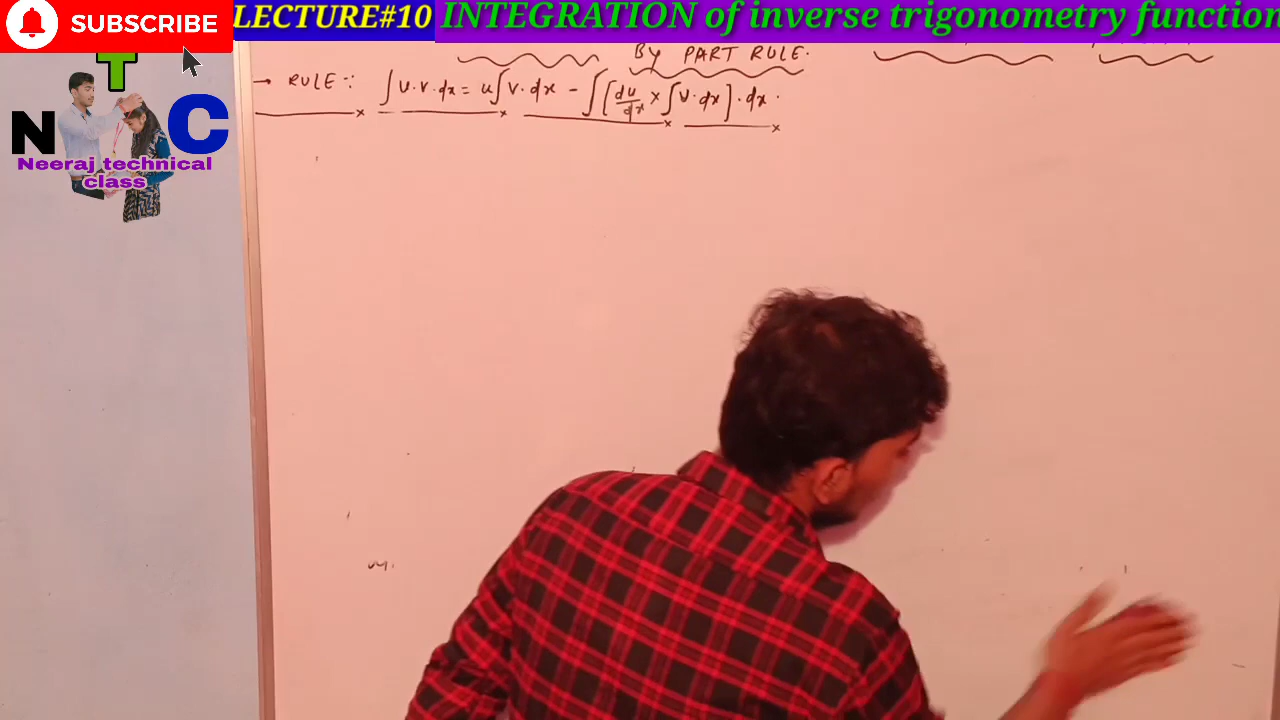 SUBSCRIBE LECTURE#10 INTEGRATION of inverse trigonometry function
BY PART RULE.
→ RULE :: ∫U·V·dx = u∫V·dx - ∫[du/dx × ∫V·dx]·dx.
T
N C
Neeraj technical
class